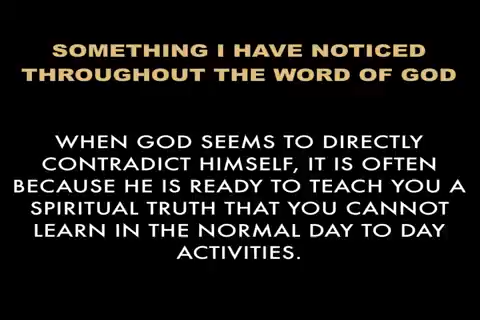 SOMETHING I HAVE NOTICED
THROUGHOUT THE WORD OF GOD
WHEN GOD SEEMS TO DIRECTLY
CONTRADICT HIMSELF, IT IS OFTEN
BECAUSE HE IS READY TO TEACH YOU A
SPIRITUAL TRUTH THAT YOU CANNOT
LEARN IN THE NORMAL DAY TO DAY
ACTIVITIES.